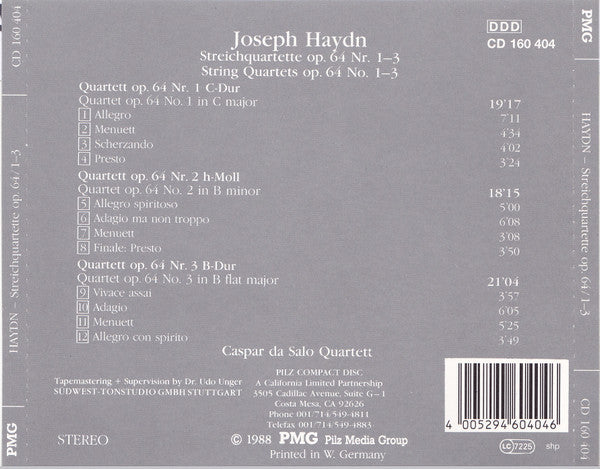 PMG CD 160 404
HAYDN – Streichquartette op. 64/1–3
PMG
CD 160 404
Joseph Haydn
DDD
Streichquartette op. 64 Nr. 1–3
CD 160 404
String Quartets op. 64 No. 1–3
Quartett op. 64 Nr. 1 C-Dur
Quartet op. 64 No. 1 in C major 19'17
1 Allegro 7'11
2 Menuett 4'34
3 Scherzando 4'02
4 Presto 3'24
Quartett op. 64 Nr. 2 h-Moll
Quartet op. 64 No. 2 in B minor 18'15
5 Allegro spiritoso 5'00
6 Adagio ma non troppo 6'08
7 Menuett 3'08
8 Finale: Presto 3'50
Quartett op. 64 Nr. 3 B-Dur
Quartet op. 64 No. 3 in B flat major 21'04
9 Vivace assai 3'57
10 Adagio 6'05
11 Menuett 5'25
12 Allegro con spirito 3'49
Caspar da Salo Quartett
Tapemastering + Supervision by Dr. Udo Unger
SÜDWEST-TONSTUDIO GMBH STUTTGART
PILZ COMPACT DISC
A California Limited Partnership
3505 Cadillac Avenue, Suite G–1
Costa Mesa, CA 92626
Phone 001/714/549-4811
Telefax 001/714/549-4883
STEREO
© 1988 PMG Pilz Media Group
Printed in W. Germany
4 005294 604046
LC 7225 shp
PMG
HAYDN – Streichquartette op. 64/1–3
CD 160 404